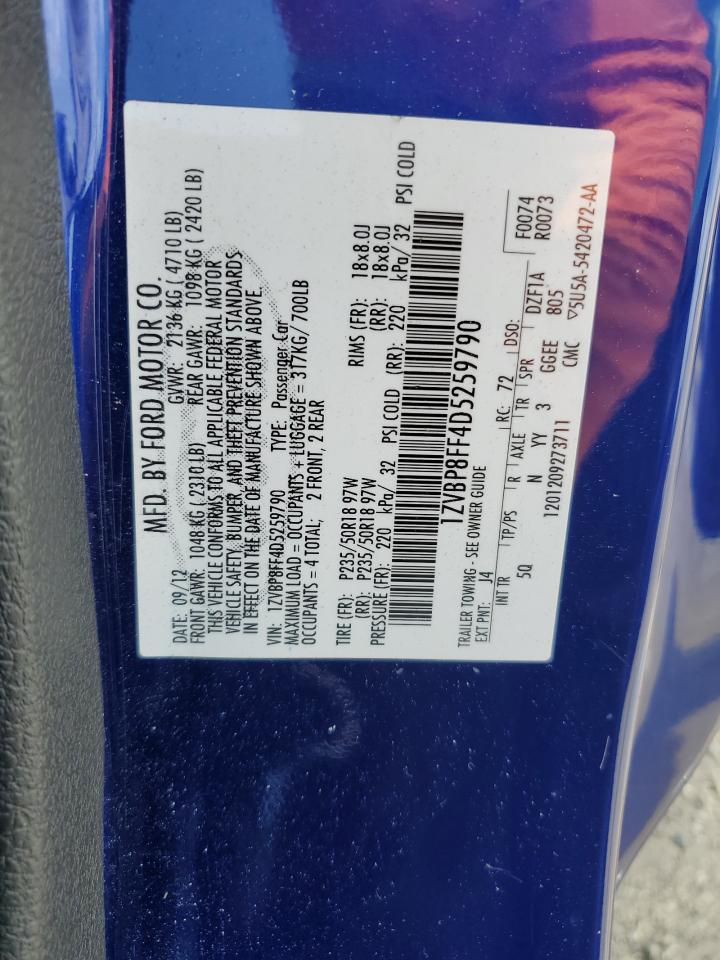 MFD. BY FORD MOTOR CO.
DATE: 09/12 GVWR: 2136 KG ( 4710 LB)
FRONT GAWR: 1048 KG ( 2310 LB) REAR GAWR: 1098 KG ( 2420 LB)
THIS VEHICLE CONFORMS TO ALL APPLICABLE FEDERAL MOTOR
VEHICLE SAFETY, BUMPER, AND THEFT PREVENTION STANDARDS
IN EFFECT ON THE DATE OF MANUFACTURE SHOWN ABOVE.
VIN: 1ZVBP8FF4D5259790 TYPE: Passenger Car
MAXIMUM LOAD = OCCUPANTS + LUGGAGE = 317KG/700LB
OCCUPANTS = 4 TOTAL; 2 FRONT, 2 REAR
TIRE (FR): P235/50R18 97W RIMS (FR): 18x8.0J
(RR): P235/50R18 97W (RR): 18x8.0J
PRESSURE (FR): 220 kPa/ 32 PSI COLD (RR): 220 kPa/ 32 PSI COLD
1ZVBP8FF4D5259790
TRAILER TOWING - SEE OWNER GUIDE
EXT PNT: J4 RC: 72 DSO: F0074
R0073
INT TR TP/PS R AXLE TR SPR DZF1A
5Q N YY 3 GGEE 805
1201209273711 CMC ▽5U5A-5420472-AA